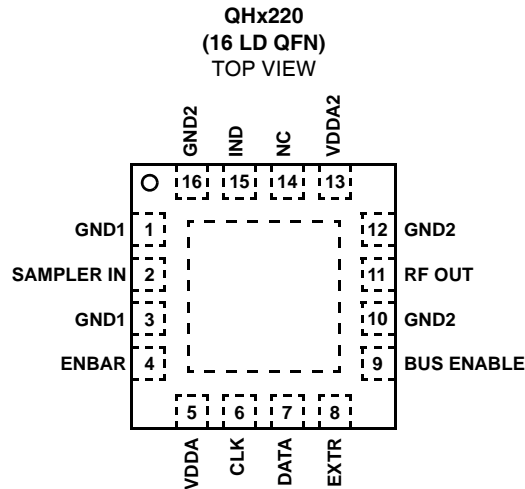 QHx220
(16 LD QFN)
TOP VIEW
GND2
IND
NC
VDDA2
16 15 14 13
GND1 1 12 GND2
SAMPLER IN 2 11 RF OUT
GND1 3 10 GND2
ENBAR 4 9 BUS ENABLE
5 6 7 8
VDDA
CLK
DATA
EXTR